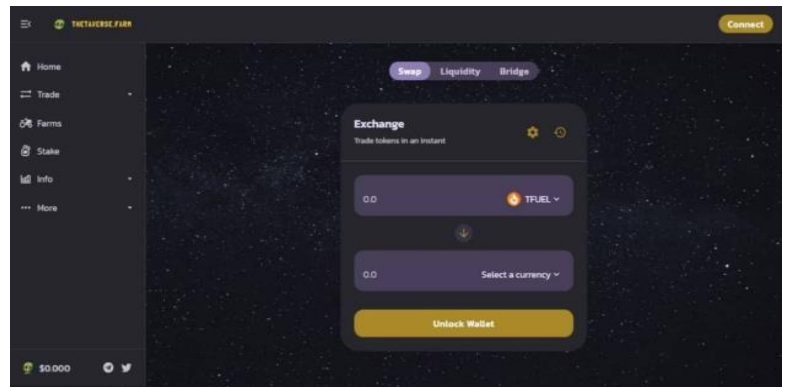 THETAVERSE.FARM
Connect
Home
Trade
Farms
Stake
Info
More
$0.000
Swap Liquidity Bridge
Exchange
Trade tokens in an instant
0.0 TFUEL
0.0 Select a currency
Unlock Wallet